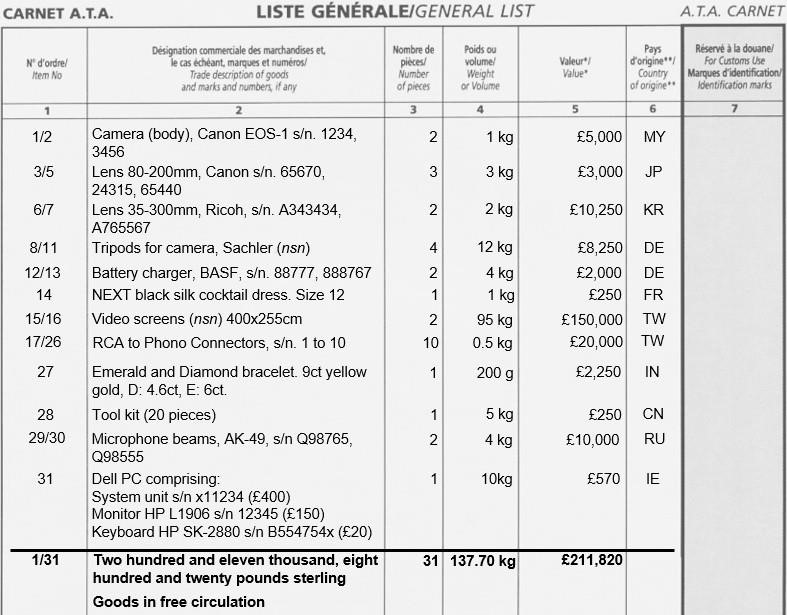 CARNET A.T.A. LISTE GÉNÉRALE/GENERAL LIST A.T.A. CARNET
N° d'ordre/
Item No
Désignation commerciale des marchandises et,
le cas échéant, marques et numéros/
Trade description of goods
and marks and numbers, if any
Nombre de
pièces/
Number
of pieces
Poids ou
volume/
Weight
or Volume
Valeur*/
Value*
Pays
d'origine**/
Country
of origine**
Réservé à la douane/
For Customs Use
Marques d'identification/
Identification marks
1 2 3 4 5 6 7
1/2 Camera (body), Canon EOS-1 s/n. 1234, 2 1 kg £5,000 MY
3456
3/5 Lens 80-200mm, Canon s/n. 65670, 3 3 kg £3,000 JP
24315, 65440
6/7 Lens 35-300mm, Ricoh, s/n. A343434, 2 2 kg £10,250 KR
A765567
8/11 Tripods for camera, Sachler (nsn) 4 12 kg £8,250 DE
12/13 Battery charger, BASF, s/n. 88777, 888767 2 4 kg £2,000 DE
14 NEXT black silk cocktail dress. Size 12 1 1 kg £250 FR
15/16 Video screens (nsn) 400x255cm 2 95 kg £150,000 TW
17/26 RCA to Phono Connectors, s/n. 1 to 10 10 0.5 kg £20,000 TW
27 Emerald and Diamond bracelet. 9ct yellow 1 200 g £2,250 IN
gold, D: 4.6ct, E: 6ct.
28 Tool kit (20 pieces) 1 5 kg £250 CN
29/30 Microphone beams, AK-49, s/n Q98765, 2 4 kg £10,000 RU
Q98555
31 Dell PC comprising: 1 10kg £570 IE
System unit s/n x11234 (£400)
Monitor HP L1906 s/n 12345 (£150)
Keyboard HP SK-2880 s/n B554754x (£20)
1/31 Two hundred and eleven thousand, eight 31 137.70 kg £211,820
hundred and twenty pounds sterling
Goods in free circulation